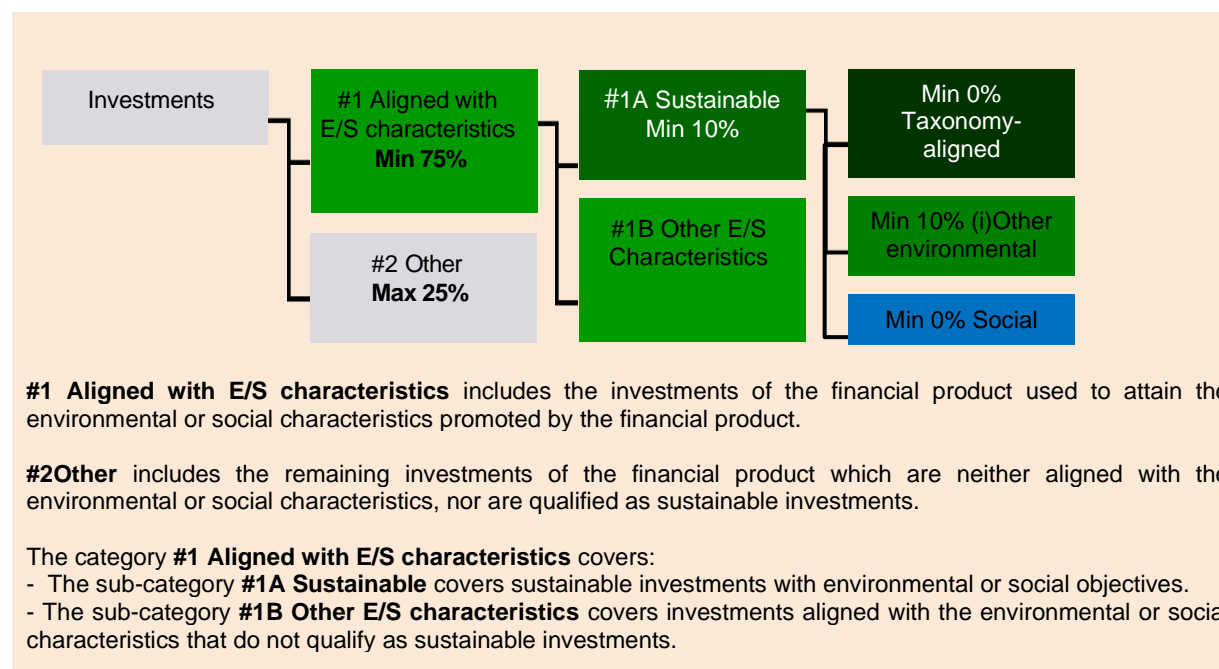 Investments
#1 Aligned with
E/S characteristics
Min 75%
#2 Other
Max 25%
#1A Sustainable
Min 10%
#1B Other E/S
Characteristics
Min 0%
Taxonomy-
aligned
Min 10% (i)Other
environmental
Min 0% Social
#1 Aligned with E/S characteristics includes the investments of the financial product used to attain the
environmental or social characteristics promoted by the financial product.
#2Other includes the remaining investments of the financial product which are neither aligned with the
environmental or social characteristics, nor are qualified as sustainable investments.
The category #1 Aligned with E/S characteristics covers:
- The sub-category #1A Sustainable covers sustainable investments with environmental or social objectives.
- The sub-category #1B Other E/S characteristics covers investments aligned with the environmental or social
characteristics that do not qualify as sustainable investments.